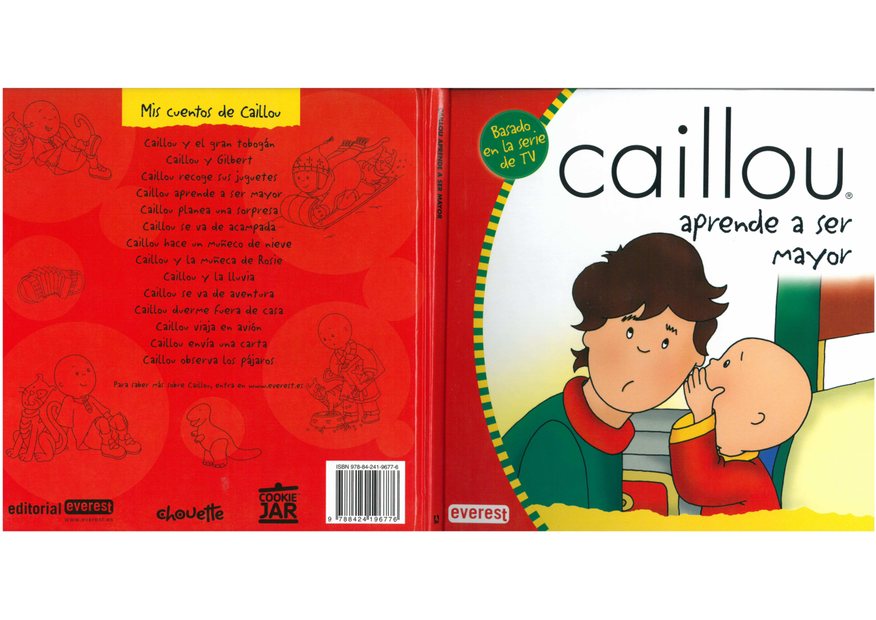 Mis cuentos de Caillou
Caillou y el gran tobogán
Caillou y Gilbert
Caillou recoge sus juguetes
Caillou aprende a ser mayor
Caillou planea una sorpresa
Caillou se va de acampada
Caillou hace un muñeco de nieve
Caillou y la muñeca de Rosie
Caillou y la lluvia
Caillou se va de aventura
Caillou duerme fuera de casa
Caillou viaja en avión
Caillou envía una carta
Caillou observa los pájaros
Para saber más sobre Caillou, entra en www.everest.es
editorial everest
www.everest.es
chouette
COOKIE
JAR
ISBN 978-84-241-9677-6
9 788424 196776
CAILLOU APRENDE A SER MAYOR
Basado
en la serie
de TV
caillou®
aprende a ser
mayor
everest